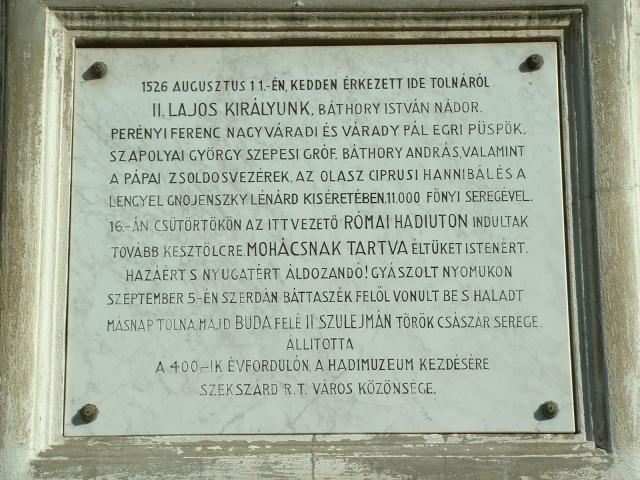 1526 AUGUSZTUS 11.-ÉN, KEDDEN ÉRKEZETT IDE TOLNÁRÓL
II. LAJOS KIRÁLYUNK, BÁTHORY ISTVÁN NÁDOR.
PERÉNYI FERENC NAGYVÁRADI ÉS VÁRADY PÁL EGRI PÜSPÖK,
SZAPOLYAI GYÖRGY SZEPESI GRÓF. BÁTHORY ANDRÁS, VALAMINT
A PÁPAI ZSOLDOSVEZÉREK, AZ OLASZ CIPRUSI HANNIBÁL ÉS A
LENGYEL GNOJENSZKY LÉNÁRD KISÉRETÉBEN, 11.000 FŐNYI SEREGÉVEL.
16.-ÁN CSÜTÖRTÖKÖN AZ ITT VEZETŐ RÓMAI HADIUTON INDULTAK
TOVÁBB KESZTÖLCRE, MOHÁCSNAK TARTVA ÉLTÜKET ISTENÉRT,
HAZÁÉRT S NYUGATÉRT ÁLDOZANDÓ! GYÁSZOLT NYOMUKON
SZEPTEMBER 5-ÉN SZERDÁN BÁTTASZÉK FELŐL VONULT BE S HALADT
MÁSNAP TOLNA, MAJD BUDA FELÉ II. SZULEJMÁN TÖRÖK CSÁSZÁR SEREGE.
ÁLLITOTTA
A 400-IK ÉVFORDULÓN, A HADIMUZEUM KEZDÉSÉRE
SZEKSZÁRD R.T. VÁROS KÖZÖNSÉGE.